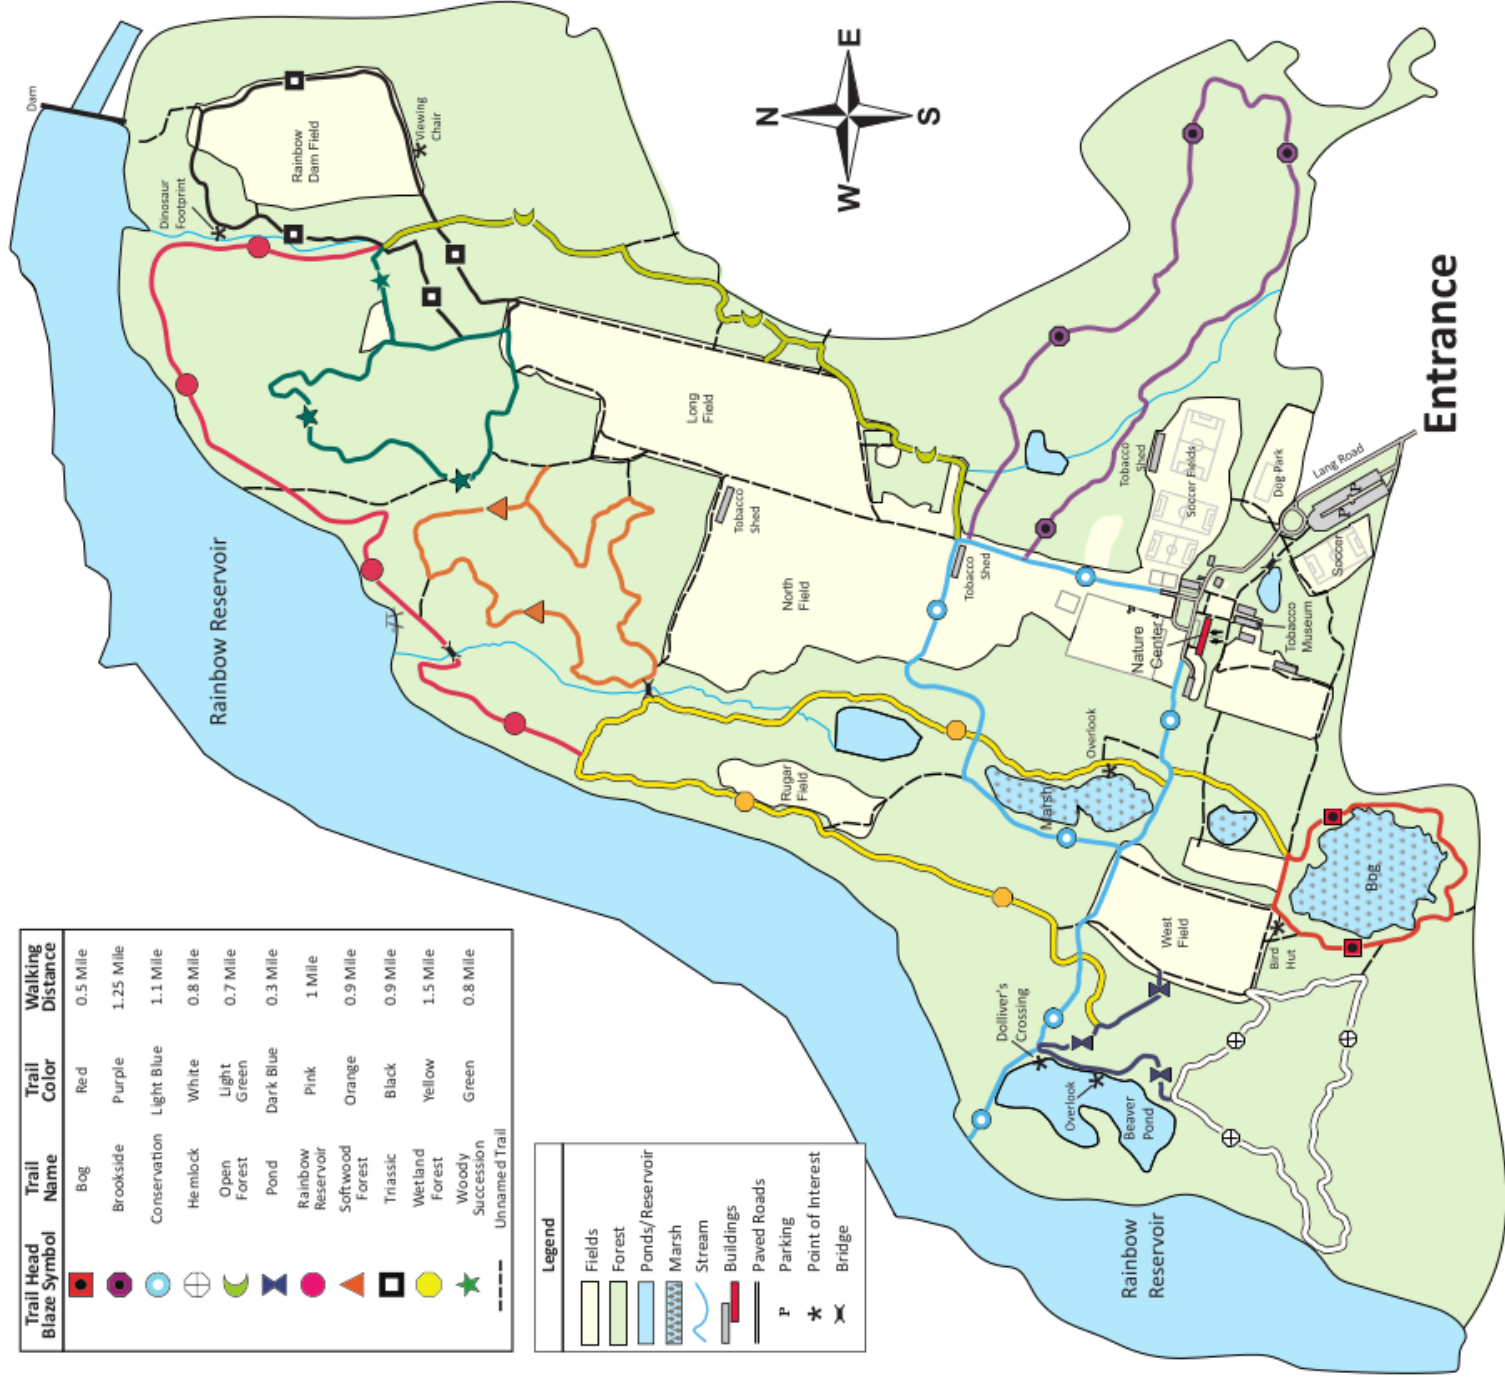 Trail Head
Blaze Symbol
Trail
Name
Trail
Color
Walking
Distance
Bog
Red
0.5 Mile
Brookside
Purple
1.25 Mile
Conservation
Light Blue
1.1 Mile
Hemlock
White
0.8 Mile
Open
Forest
Light
Green
0.7 Mile
Pond
Dark Blue
0.3 Mile
Rainbow
Reservoir
Pink
1 Mile
Softwood
Forest
Orange
0.9 Mile
Triassic
Black
0.9 Mile
Wetland
Forest
Yellow
1.5 Mile
Woody
Succession
Green
0.8 Mile
Unnamed Trail
Legend
Fields
Forest
Ponds/Reservoir
Marsh
Stream
Buildings
Paved Roads
P
Parking
Point of Interest
Bridge
Rainbow
Reservoir
Rainbow Reservoir
Dam
Dinosaur
Footprint
Rainbow
Dam Field
Viewing
Chair
N
E
S
W
Long
Field
Tobacco
Shed
North
Field
Tobacco
Shed
Tobacco
Shed
Soccer Fields
Dog Park
Lang Road
Entrance
P
P
Soccer
Nature
Center
Tobacco
Museum
Rugar
Field
Overlook
Marsh
Bog
West
Field
Bird
Hut
Dolliver's
Crossing
Overlook
Beaver
Pond